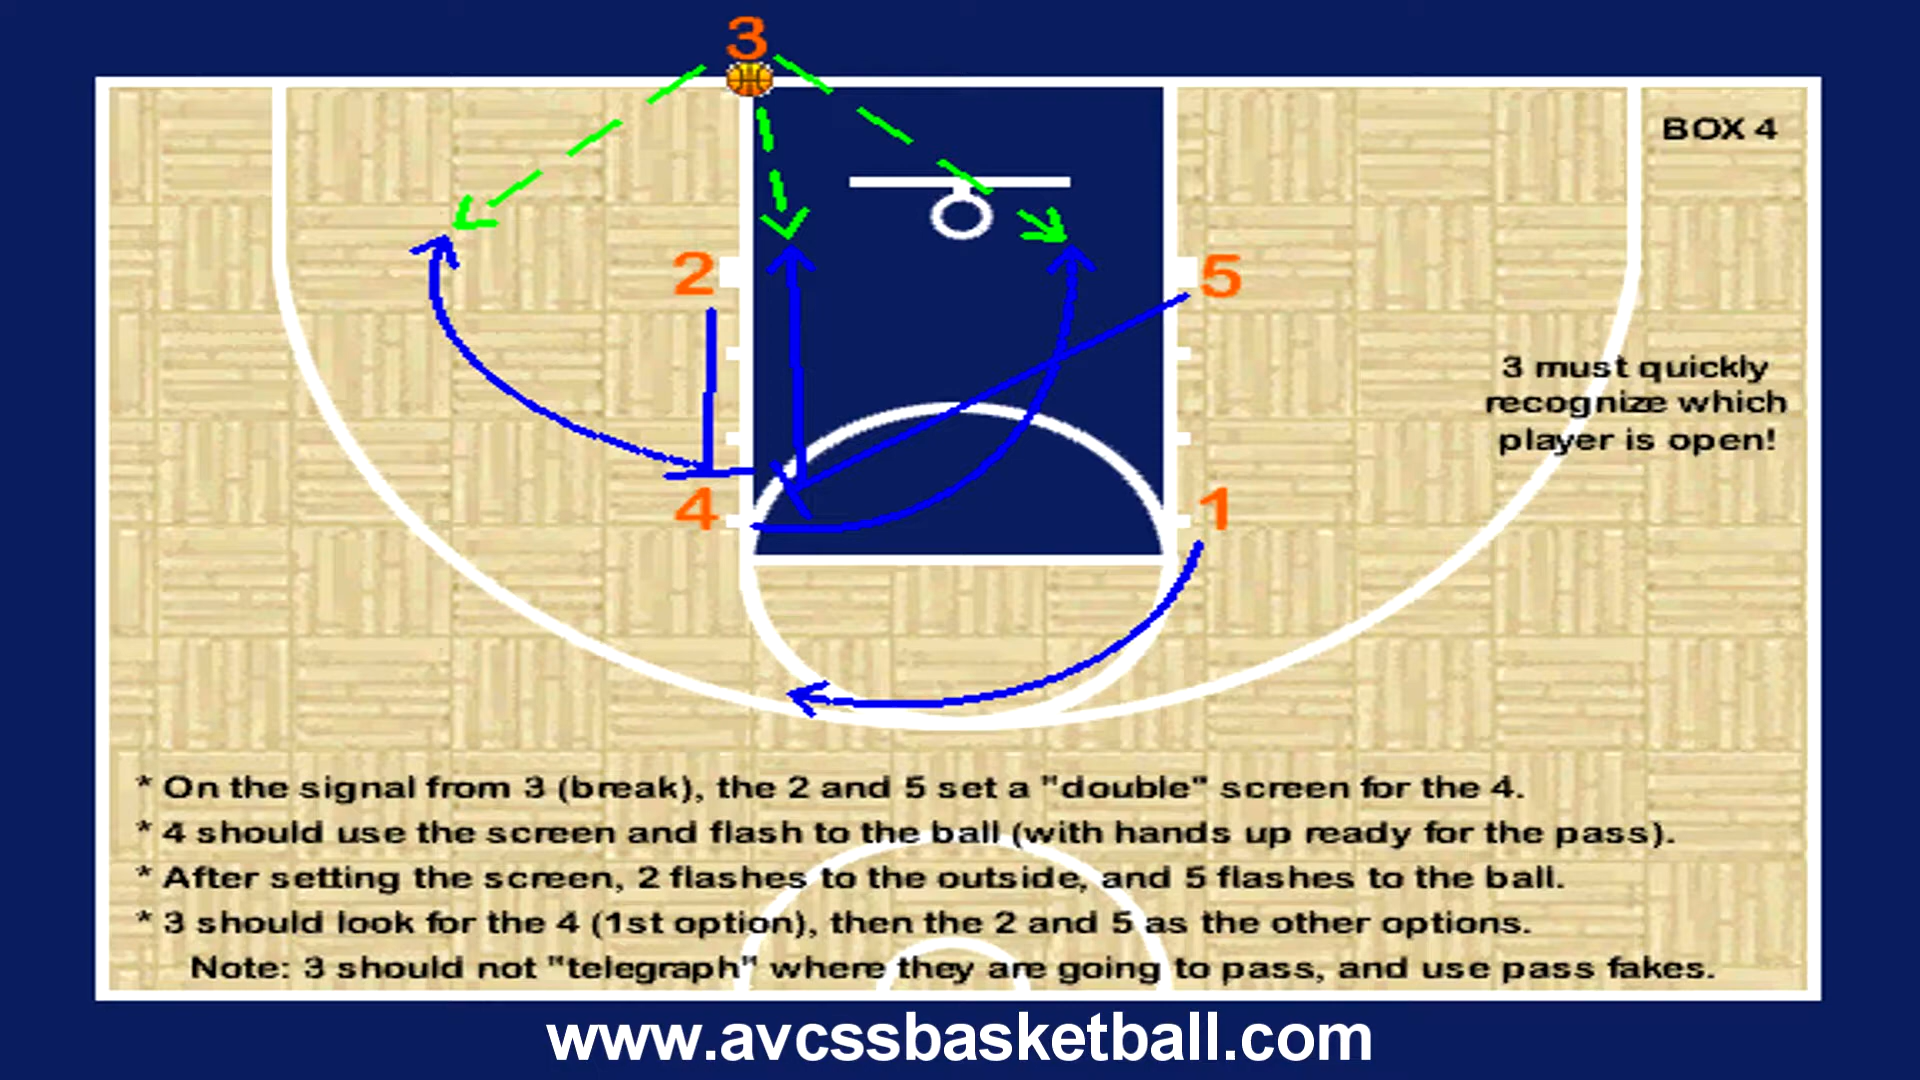 3
BOX 4
2
5
3 must quickly
recognize which
player is open!
4
1
* On the signal from 3 (break), the 2 and 5 set a "double" screen for the 4.
* 4 should use the screen and flash to the ball (with hands up ready for the pass).
* After setting the screen, 2 flashes to the outside, and 5 flashes to the ball.
* 3 should look for the 4 (1st option), then the 2 and 5 as the other options.
Note: 3 should not "telegraph" where they are going to pass, and use pass fakes.
www.avcssbasketball.com